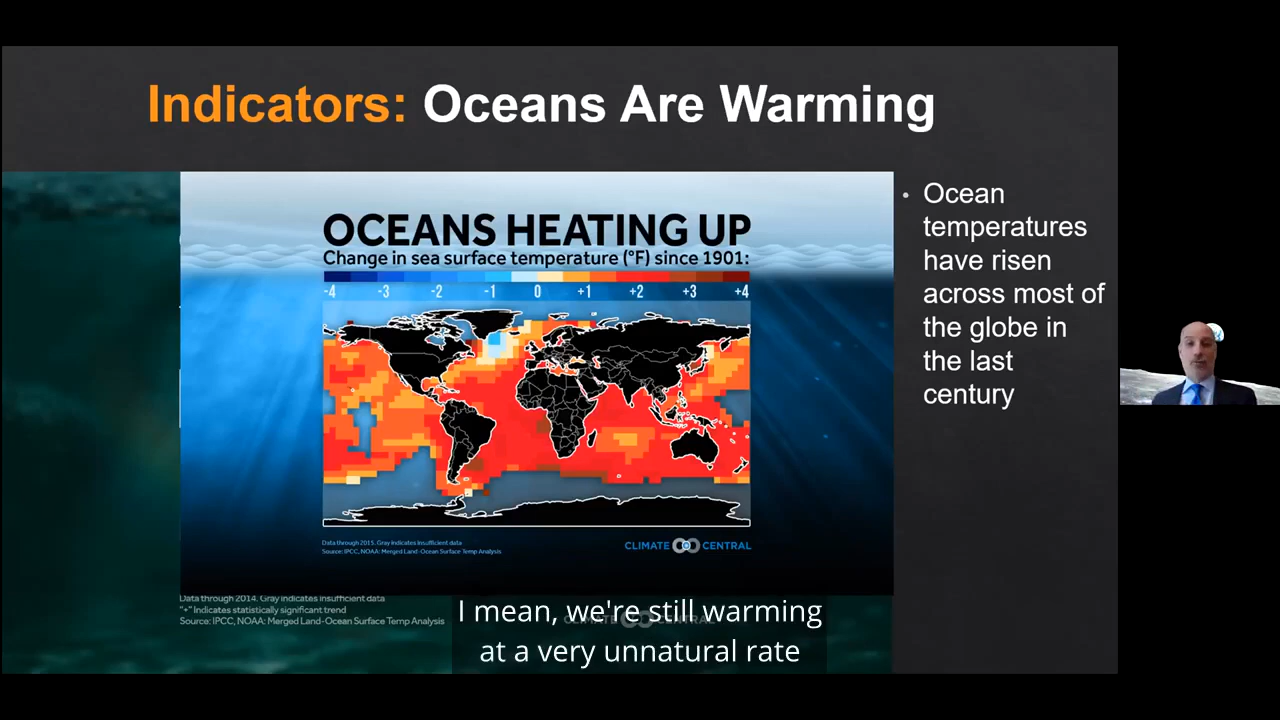 Indicators: Oceans Are Warming
OCEANS HEATING UP
Change in sea surface temperature (°F) since 1901:
-4 -3 -2 -1 0 +1 +2 +3 +4
Data through 2015. Gray indicates insufficient data
Source: IPCC, NOAA: Merged Land-Ocean Surface Temp Analysis
CLIMATE CENTRAL
• Ocean
temperatures
have risen
across most of
the globe in
the last
century
Data through 2014. Gray indicates insufficient data
"+" Indicates statistically significant trend
Source: IPCC, NOAA: Merged Land-Ocean Surface Temp Analysis
CLIMATE CENTRAL
I mean, we're still warming
at a very unnatural rate